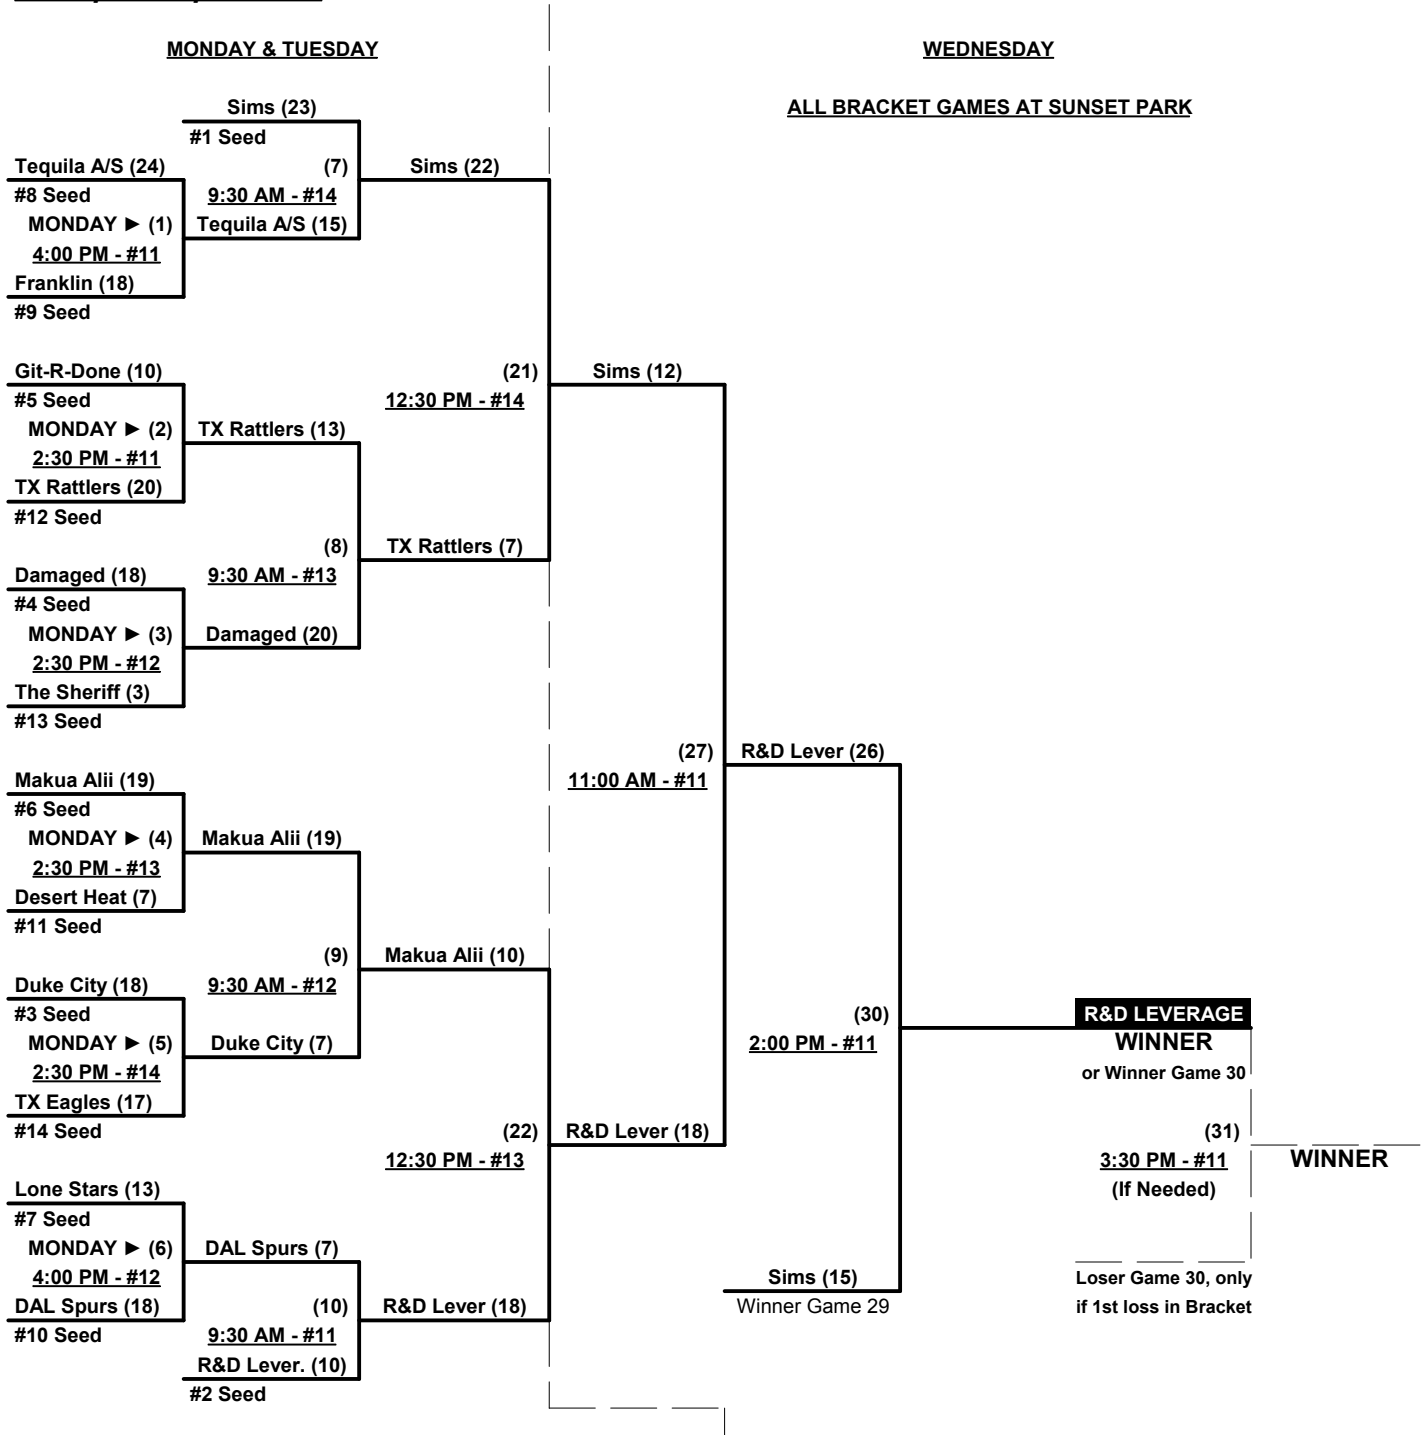 MONDAY & TUESDAY
WEDNESDAY
ALL BRACKET GAMES AT SUNSET PARK
Sims (23)
#1 Seed
Tequila A/S (24)
(7)
Sims (22)
#8 Seed
9:30 AM - #14
MONDAY ► (1)
Tequila A/S (15)
4:00 PM - #11
Franklin (18)
#9 Seed
Git-R-Done (10)
(21)
Sims (12)
#5 Seed
12:30 PM - #14
MONDAY ► (2)
TX Rattlers (13)
2:30 PM - #11
TX Rattlers (20)
#12 Seed
(8)
TX Rattlers (7)
Damaged (18)
9:30 AM - #13
#4 Seed
MONDAY ► (3)
Damaged (20)
2:30 PM - #12
The Sheriff (3)
#13 Seed
(27)
R&D Lever (26)
Makua Alii (19)
11:00 AM - #11
#6 Seed
MONDAY ► (4)
Makua Alii (19)
2:30 PM - #13
Desert Heat (7)
#11 Seed
(9)
Makua Alii (10)
Duke City (18)
9:30 AM - #12
#3 Seed
(30)
R&D LEVERAGE
MONDAY ► (5)
Duke City (7)
2:00 PM - #11
WINNER
2:30 PM - #14
or Winner Game 30
TX Eagles (17)
#14 Seed
(22)
R&D Lever (18)
(31)
12:30 PM - #13
3:30 PM - #11
WINNER
Lone Stars (13)
(If Needed)
#7 Seed
MONDAY ► (6)
DAL Spurs (7)
4:00 PM - #12
Sims (15)
Loser Game 30, only
DAL Spurs (18)
(10)
R&D Lever (18)
Winner Game 29
if 1st loss in Bracket
#10 Seed
9:30 AM - #11
R&D Lever. (10)
#2 Seed